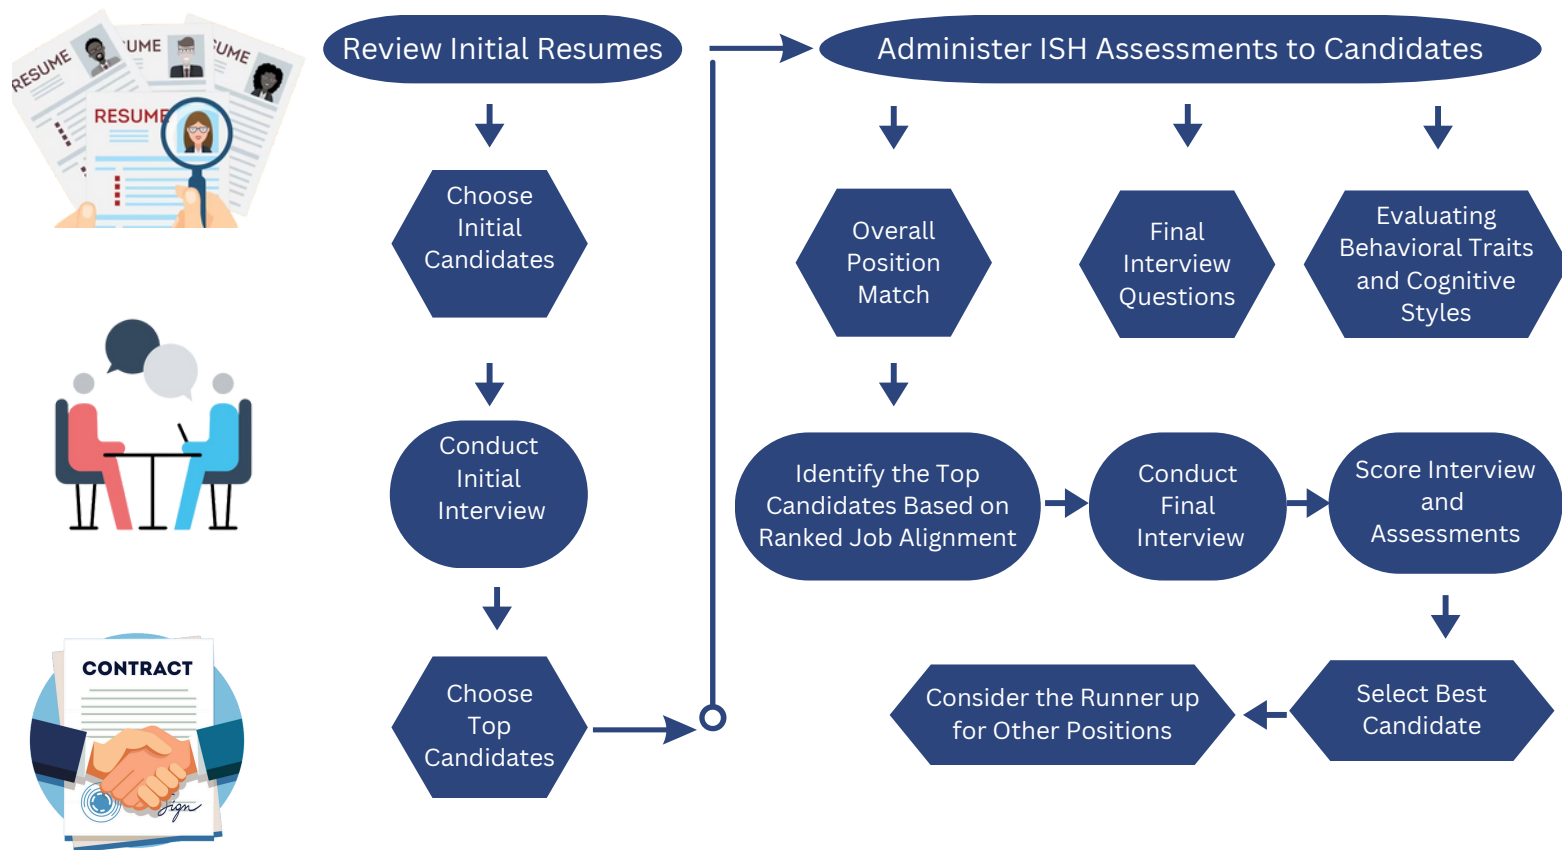 RESUME
UME
UME
RESUME
Review Initial Resumes
Choose
Initial
Candidates
Conduct
Initial
Interview
Choose
Top
Candidates
CONTRACT
Sign
Administer ISH Assessments to Candidates
Overall
Position
Match
Final
Interview
Questions
Evaluating
Behavioral Traits
and Cognitive
Styles
Identify the Top
Candidates Based on
Ranked Job Alignment
Conduct
Final
Interview
Score Interview
and
Assessments
Select Best
Candidate
Consider the Runner up
for Other Positions